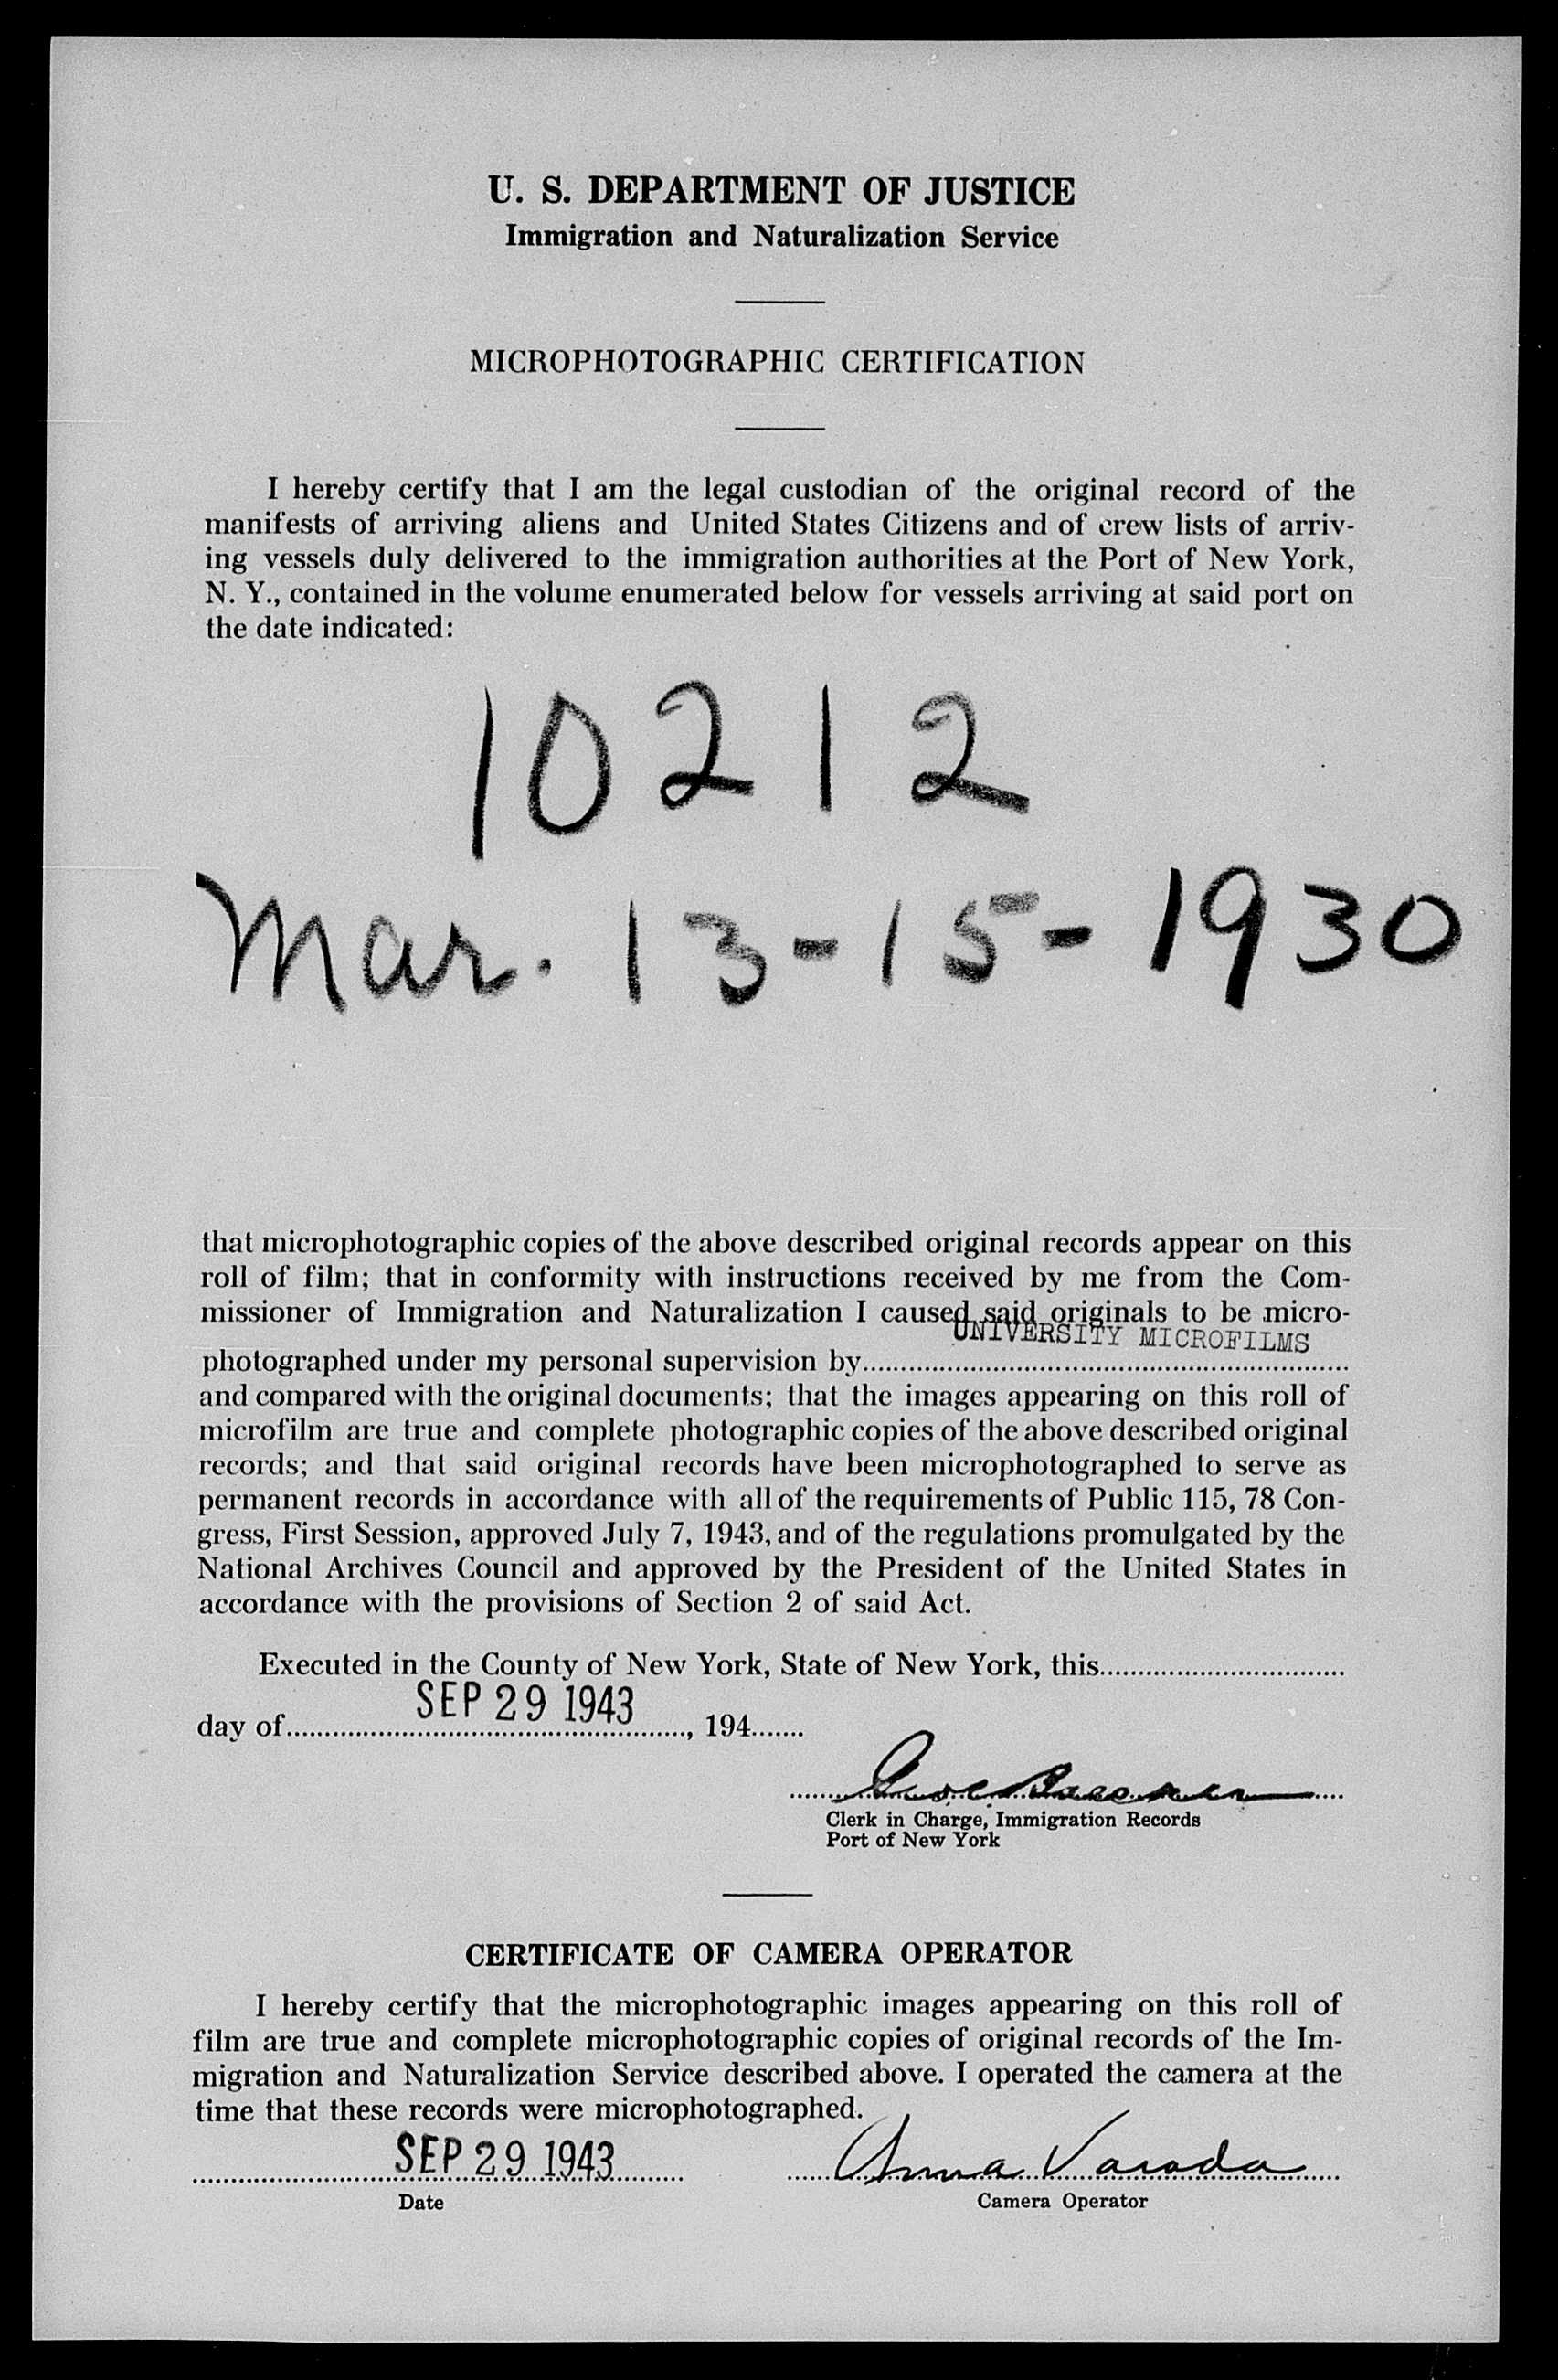 U. S. DEPARTMENT OF JUSTICE
Immigration and Naturalization Service
MICROPHOTOGRAPHIC CERTIFICATION
I hereby certify that I am the legal custodian of the original record of the
manifests of arriving aliens and United States Citizens and of crew lists of arriv-
ing vessels duly delivered to the immigration authorities at the Port of New York,
N. Y., contained in the volume enumerated below for vessels arriving at said port on
the date indicated:
10212
Mar. 13-15-1930
that microphotographic copies of the above described original records appear on this
roll of film; that in conformity with instructions received by me from the Com-
missioner of Immigration and Naturalization I caused said originals to be micro-
UNIVERSITY MICROFILMS
photographed under my personal supervision by
and compared with the original documents; that the images appearing on this roll of
microfilm are true and complete photographic copies of the above described original
records; and that said original records have been microphotographed to serve as
permanent records in accordance with all of the requirements of Public 115, 78 Con-
gress, First Session, approved July 7, 1943, and of the regulations promulgated by the
National Archives Council and approved by the President of the United States in
accordance with the provisions of Section 2 of said Act.
Executed in the County of New York, State of New York, this
SEP 29 1943
day of , 194
Clerk in Charge, Immigration Records
Port of New York
CERTIFICATE OF CAMERA OPERATOR
I hereby certify that the microphotographic images appearing on this roll of
film are true and complete microphotographic copies of original records of the Im-
migration and Naturalization Service described above. I operated the camera at the
time that these records were microphotographed.
SEP 29 1943 Anna Varada
Date Camera Operator